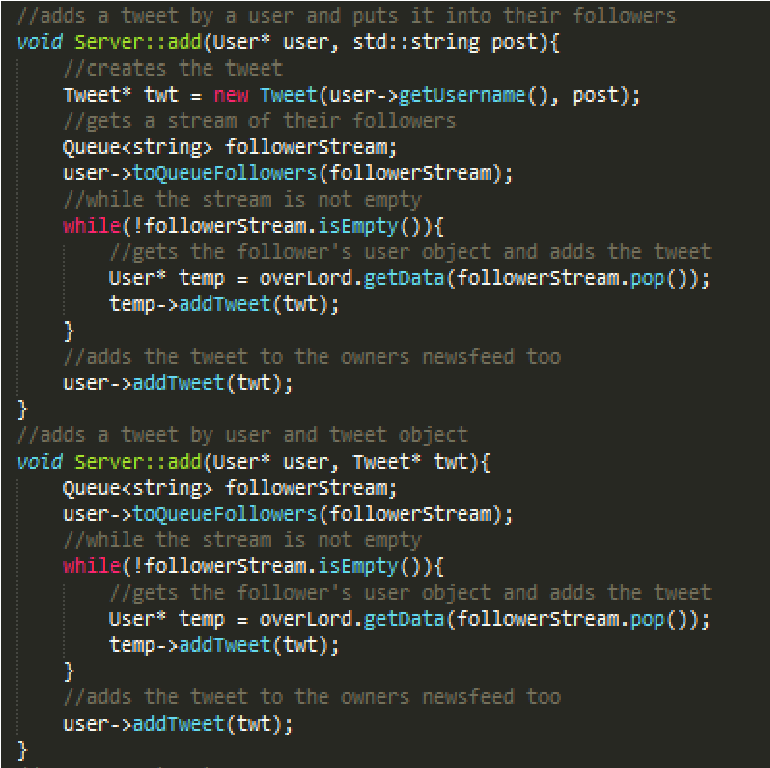 //adds a tweet by a user and puts it into their followers
void Server::add(User* user, std::string post){
//creates the tweet
Tweet* twt = new Tweet(user->getUsername(), post);
//gets a stream of their followers
Queue<string> followerStream;
user->toQueueFollowers(followerStream);
//while the stream is not empty
while(!followerStream.isEmpty()){
//gets the follower's user object and adds the tweet
User* temp = overLord.getData(followerStream.pop());
temp->addTweet(twt);
}
//adds the tweet to the owners newsfeed too
user->addTweet(twt);
}
//adds a tweet by user and tweet object
void Server::add(User* user, Tweet* twt){
Queue<string> followerStream;
user->toQueueFollowers(followerStream);
//while the stream is not empty
while(!followerStream.isEmpty()){
//gets the follower's user object and adds the tweet
User* temp = overLord.getData(followerStream.pop());
temp->addTweet(twt);
}
//adds the tweet to the owners newsfeed too
user->addTweet(twt);
}